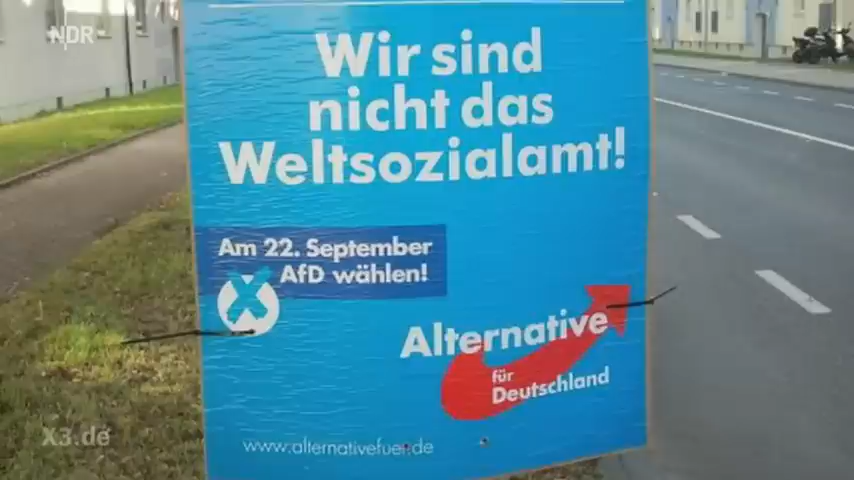 NDR
Wir sind
nicht das
Weltsozialamt!
Am 22. September
AfD wählen!
Alternative
für
Deutschland
www.alternativefuer.de
X3.de